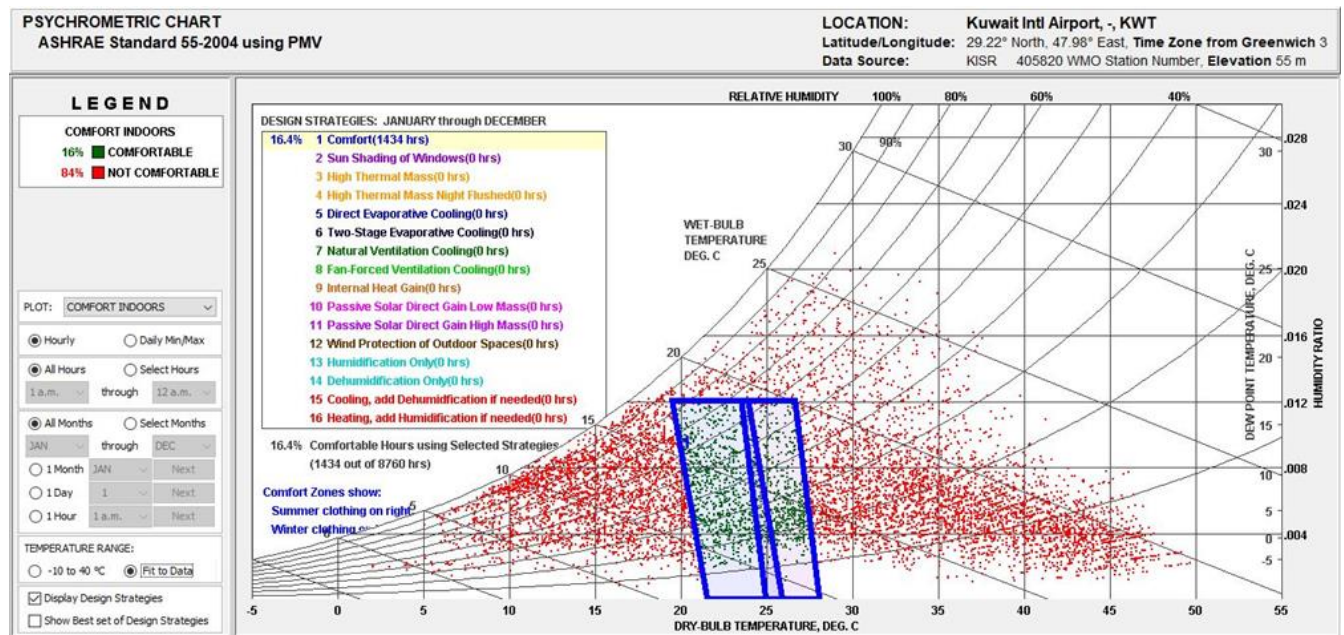 PSYCHROMETRIC CHART
ASHRAE Standard 55-2004 using PMV
LOCATION: Kuwait Intl Airport, -, KWT
Latitude/Longitude: 29.22° North, 47.98° East, Time Zone from Greenwich 3
Data Source: KISR 405820 WMO Station Number, Elevation 55 m
LEGEND
COMFORT INDOORS
16% COMFORTABLE
84% NOT COMFORTABLE
PLOT: COMFORT INDOORS
Hourly Daily Min/Max
All Hours Select Hours
1 a.m. through 12 a.m.
All Months Select Months
JAN through DEC
1 Month JAN Next
1 Day 1 Next
1 Hour 1 a.m. Next
TEMPERATURE RANGE:
-10 to 40 °C Fit to Data
Display Design Strategies
Show Best set of Design Strategies
RELATIVE HUMIDITY 100% 80% 60% 40%
90%
DESIGN STRATEGIES: JANUARY through DECEMBER
16.4% 1 Comfort(1434 hrs)
2 Sun Shading of Windows(0 hrs)
3 High Thermal Mass(0 hrs)
4 High Thermal Mass Night Flushed(0 hrs)
5 Direct Evaporative Cooling(0 hrs)
6 Two-Stage Evaporative Cooling(0 hrs)
7 Natural Ventilation Cooling(0 hrs)
8 Fan-Forced Ventilation Cooling(0 hrs)
9 Internal Heat Gain(0 hrs)
10 Passive Solar Direct Gain Low Mass(0 hrs)
11 Passive Solar Direct Gain High Mass(0 hrs)
12 Wind Protection of Outdoor Spaces(0 hrs)
13 Humidification Only(0 hrs)
14 Dehumidification Only(0 hrs)
15 Cooling, add Dehumidification if needed(0 hrs)
16 Heating, add Humidification if needed(0 hrs)
16.4% Comfortable Hours using Selected Strategies
(1434 out of 8760 hrs)
Comfort Zones show:
Summer clothing on right
Winter clothing
WET-BULB
TEMPERATURE
DEG. C
0
5
10
15
20
25
30
-5 0 5 10 15 20 25 30 35 40 45 50 55
DRY-BULB TEMPERATURE, DEG. C
DEW POINT TEMPERATURE, DEG. C
30
25
20
15
10
5
0
-5
.028
.024
.020
.016
.012
.008
.004
HUMIDITY RATIO